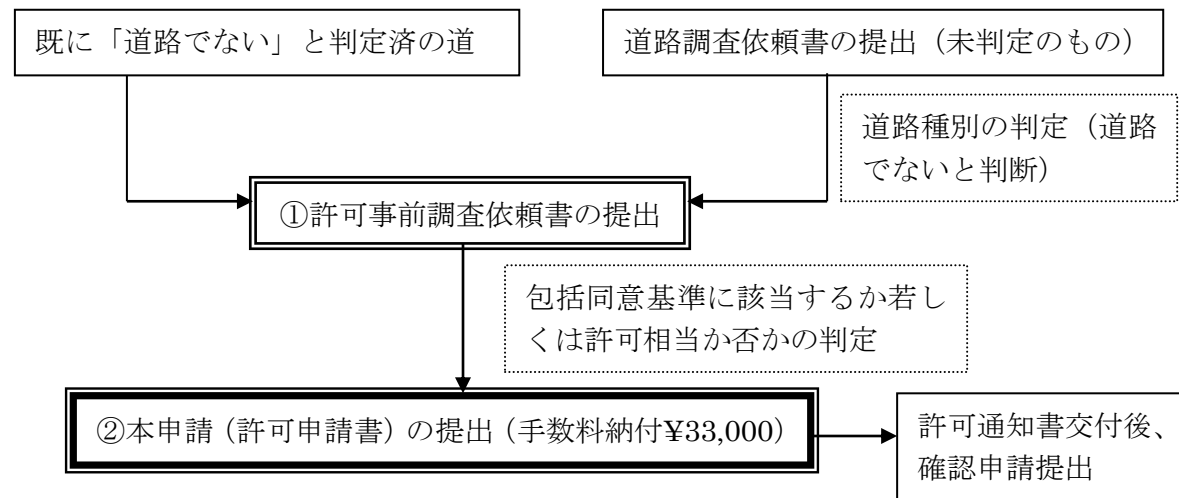 既に「道路でない」と判定済の道
道路調査依頼書の提出（未判定のもの）
道路種別の判定（道路
でないと判断）
①許可事前調査依頼書の提出
包括同意基準に該当するか若し
くは許可相当か否かの判定
②本申請（許可申請書）の提出（手数料納付¥33,000）
許可通知書交付後、
確認申請提出